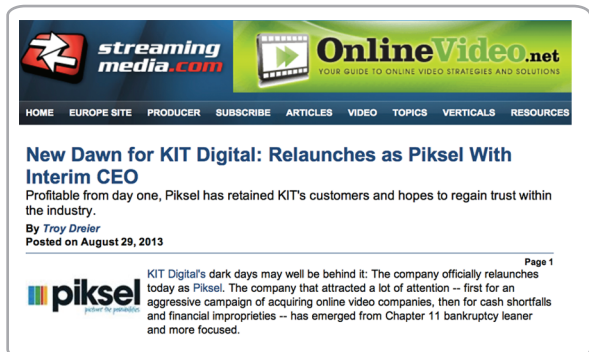 streaming
media.com
OnlineVideo.net
YOUR GUIDE TO ONLINE VIDEO STRATEGIES AND SOLUTIONS
HOME EUROPE SITE PRODUCER SUBSCRIBE ARTICLES VIDEO TOPICS VERTICALS RESOURCES
New Dawn for KIT Digital: Relaunches as Piksel With
Interim CEO
Profitable from day one, Piksel has retained KIT's customers and hopes to regain trust within
the industry.
By Troy Dreier
Posted on August 29, 2013
Page 1
KIT Digital's dark days may well be behind it: The company officially relaunches
today as Piksel. The company that attracted a lot of attention -- first for an
aggressive campaign of acquiring online video companies, then for cash shortfalls
and financial improprieties -- has emerged from Chapter 11 bankruptcy leaner
and more focused.
piksel
picture the possibilities